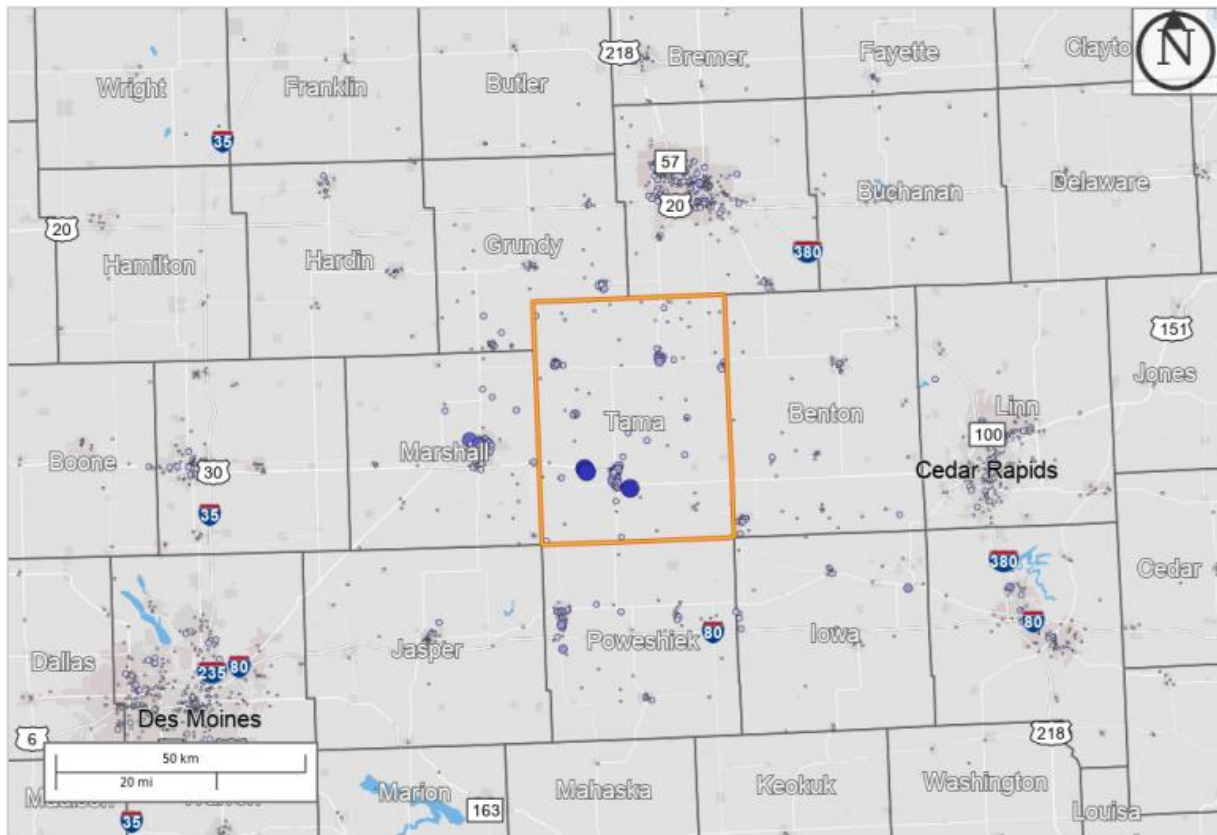 N
218
Bremer
Fayette
Clayto
Wright
Franklin
Butler
35
57
Buchanan
Delaware
20
20
Hamilton
Hardin
Grundy
380
151
Jones
Linn
Boone
30
Marshall
Tama
Benton
100
Cedar Rapids
35
380
Cedar
80
Dallas
235
80
Jasper
Poweshiek
80
Iowa
Des Moines
6
218
50 km
20 mi
Marion
163
Mahaska
Keokuk
Washington
Louisa
35